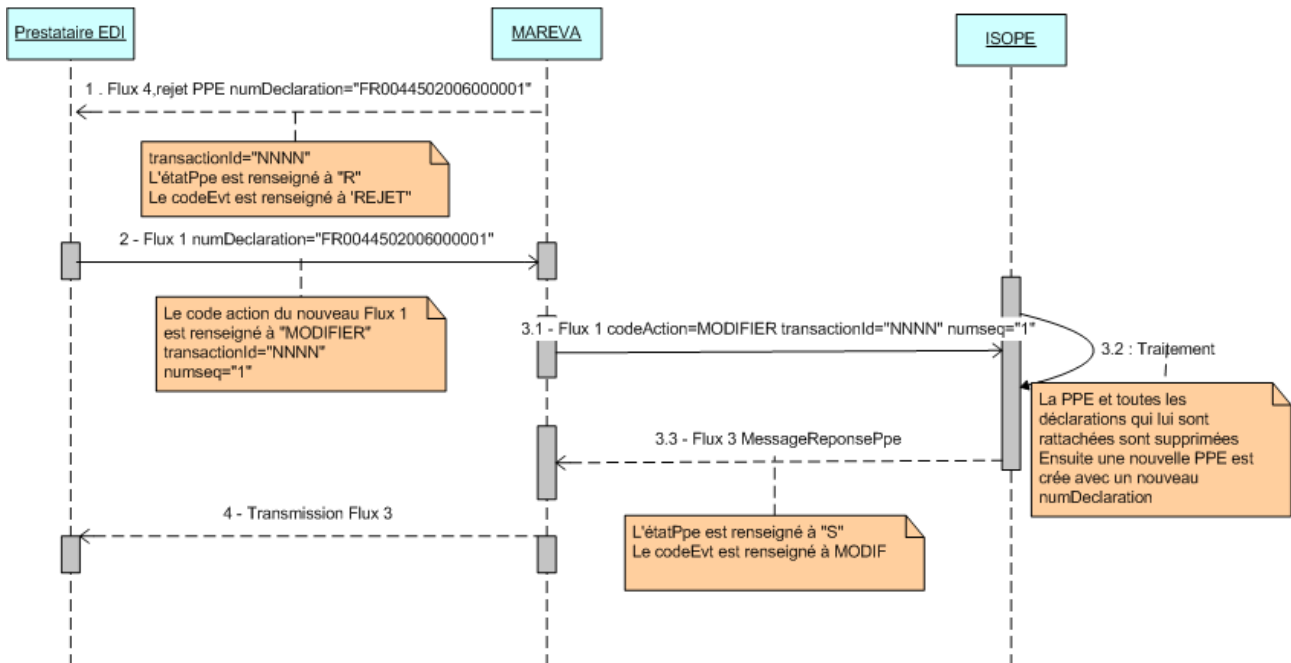 Prestataire EDI
MAREVA
ISOPE
1 . Flux 4,rejet PPE numDeclaration="FR0044502006000001"
transactionId="NNNN"
L'étatPpe est renseigné à "R"
Le codeEvt est renseigné à 'REJET"
2 - Flux 1 numDeclaration="FR0044502006000001"
Le code action du nouveau Flux 1
est renseigné à "MODIFIER"
transactionId="NNNN"
numseq="1"
3.1 - Flux 1 codeAction=MODIFIER transactionId="NNNN" numseq="1"
3.2 : Traitement
La PPE et toutes les
déclarations qui lui sont
rattachées sont supprimées
Ensuite une nouvelle PPE est
crée avec un nouveau
numDeclaration
3.3 - Flux 3 MessageReponsePpe
L'étatPpe est renseigné à "S"
Le codeEvt est renseigné à MODIF
4 - Transmission Flux 3